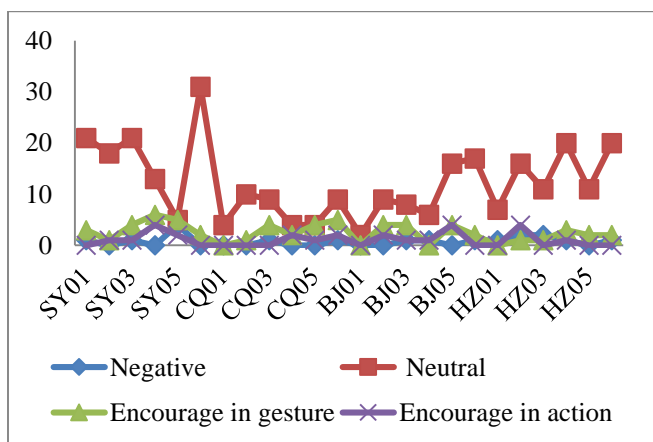 40
30
20
10
0
SY01 SY03 SY05 CQ01 CQ03 CQ05 BJ01 BJ03 BJ05 HZ01 HZ03 HZ05
Negative Neutral
Encourage in gesture Encourage in action